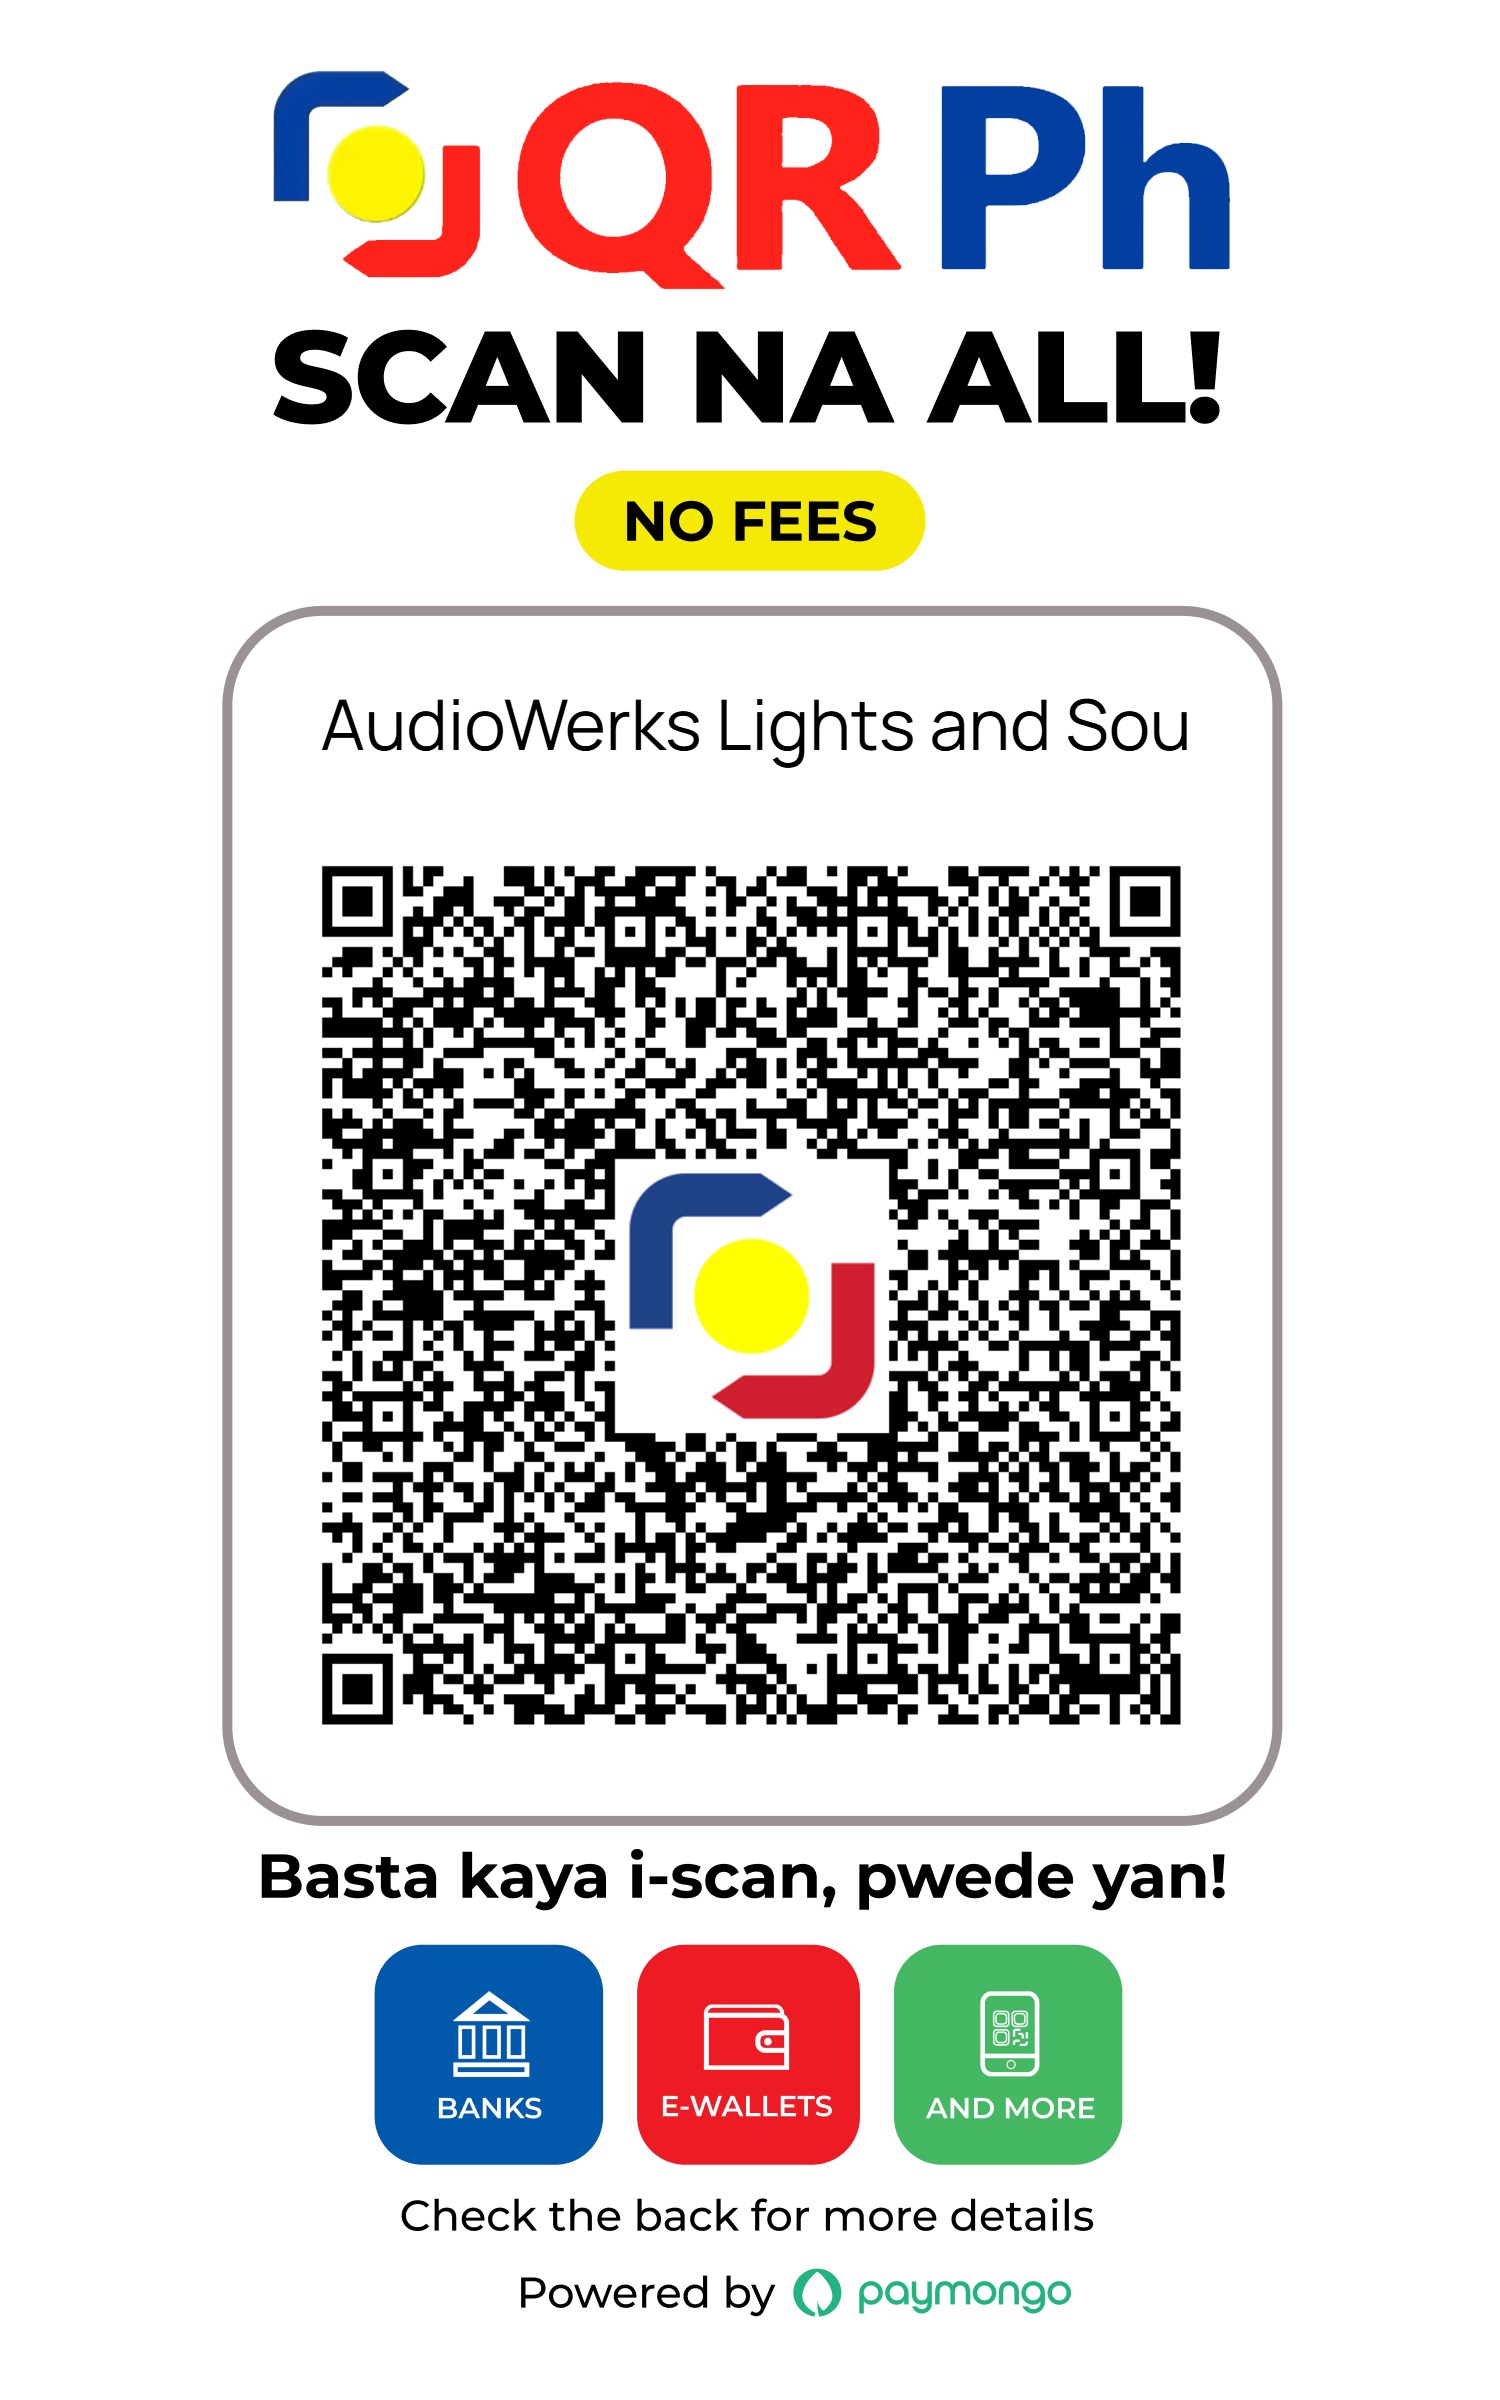 QR Ph
SCAN NA ALL!
NO FEES
AudioWerks Lights and Sou
Basta kaya i-scan, pwede yan!
BANKS
E-WALLETS
AND MORE
Check the back for more details
Powered by paymongo